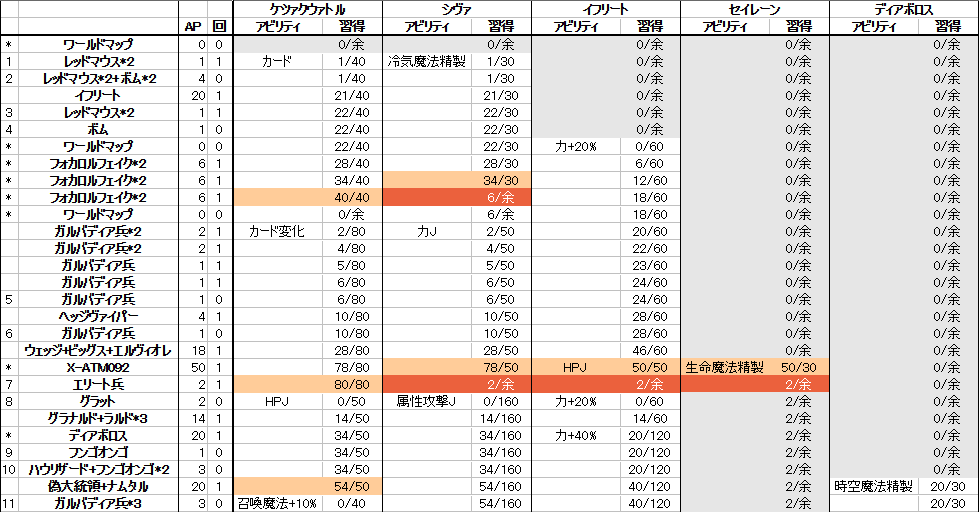 ケツァクウァトル シヴァ イフリート セイレーン ディアボロス
AP 回 アビリティ 習得 アビリティ 習得 アビリティ 習得 アビリティ 習得 アビリティ 習得
* ワールドマップ 0 0 0/余 0/余 0/余 0/余 0/余
1 レッドマウス*2 1 1 カード 1/40 冷気魔法精製 1/30 0/余 0/余 0/余
2 レッドマウス*2+ボム*2 4 0 1/40 1/30 0/余 0/余 0/余
イフリート 20 1 21/40 21/30 0/余 0/余 0/余
3 レッドマウス*2 1 1 22/40 22/30 0/余 0/余 0/余
4 ボム 1 0 22/40 22/30 0/余 0/余 0/余
* ワールドマップ 0 0 22/40 22/30 力+20% 0/60 0/余 0/余
* フォカロルフェイク*2 6 1 28/40 28/30 6/60 0/余 0/余
* フォカロルフェイク*2 6 1 34/40 34/30 12/60 0/余 0/余
* フォカロルフェイク*2 6 1 40/40 6/余 18/60 0/余 0/余
* ワールドマップ 0 0 0/余 6/余 18/60 0/余 0/余
ガルバディア兵*2 2 1 カード変化 2/80 力J 2/50 20/60 0/余 0/余
ガルバディア兵*2 2 1 4/80 4/50 22/60 0/余 0/余
ガルバディア兵 1 1 5/80 5/50 23/60 0/余 0/余
ガルバディア兵 1 1 6/80 6/50 24/60 0/余 0/余
5 ガルバディア兵 1 0 6/80 6/50 24/60 0/余 0/余
ヘッジヴァイパー 4 1 10/80 10/50 28/60 0/余 0/余
6 ガルバディア兵 1 0 10/80 10/50 28/60 0/余 0/余
ウェッジ+ビッグス+エルヴィオレ 18 1 28/80 28/50 46/60 0/余 0/余
* X-ATM092 50 1 78/80 78/50 HPJ 50/50 生命魔法精製 50/30 0/余
7 エリート兵 2 1 80/80 2/余 2/余 2/余 0/余
8 グラット 2 0 HPJ 0/50 属性攻撃J 0/160 力+20% 0/60 2/余 0/余
グラナルド+ラルド*3 14 1 14/50 14/160 14/60 2/余 0/余
* ディアボロス 20 1 34/50 34/160 力+40% 20/120 2/余 0/余
9 フンゴオンゴ 1 0 34/50 34/160 20/120 2/余 0/余
10 ハウリザード+フンゴオンゴ*2 3 0 34/50 34/160 20/120 2/余 0/余
偽大統領+ナムタル 20 1 54/50 54/160 40/120 2/余 時空魔法精製 20/30
11 ガルバディア兵*3 3 0 召喚魔法+10% 0/40 54/160 40/120 2/余 20/30